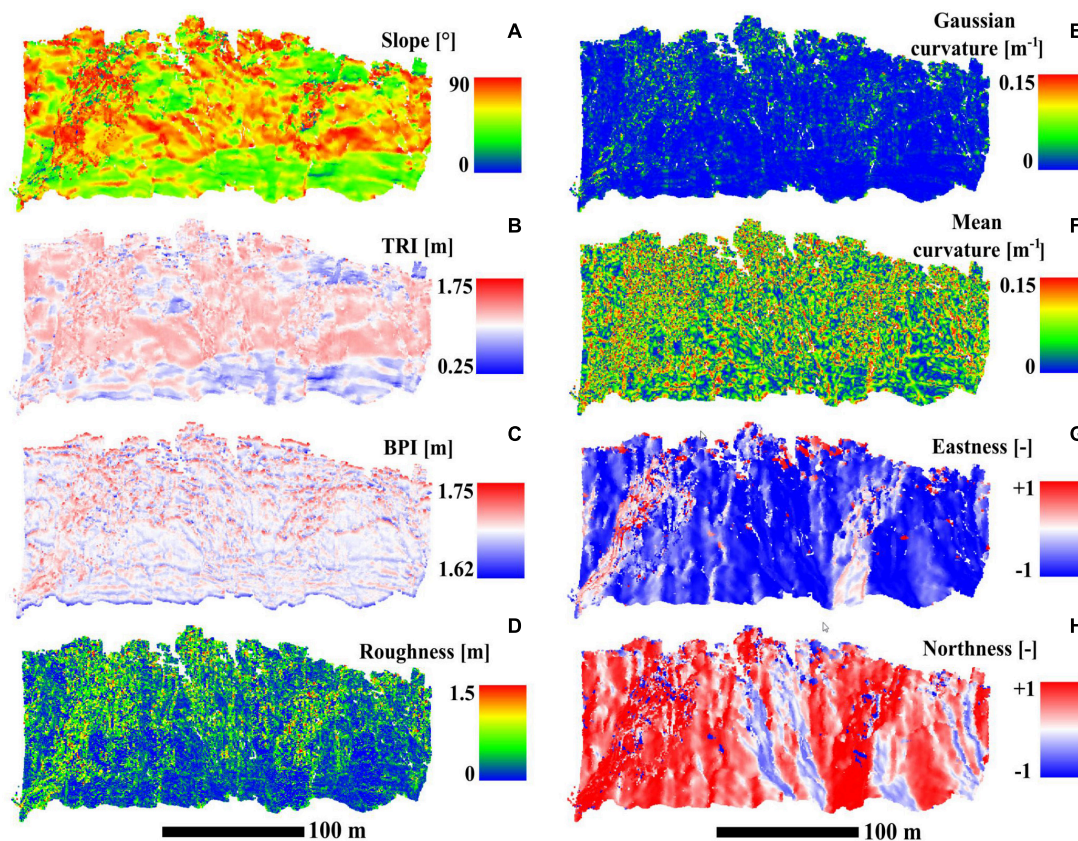 A
Slope [°]
90
0
B
TRI [m]
1.75
0.25
C
BPI [m]
1.75
1.62
D
Roughness [m]
1.5
0
100 m
E
Gaussian
curvature [m⁻¹]
0.15
0
F
Mean
curvature [m⁻¹]
0.15
0
G
Eastness [-]
+1
-1
H
Northness [-]
+1
-1
100 m